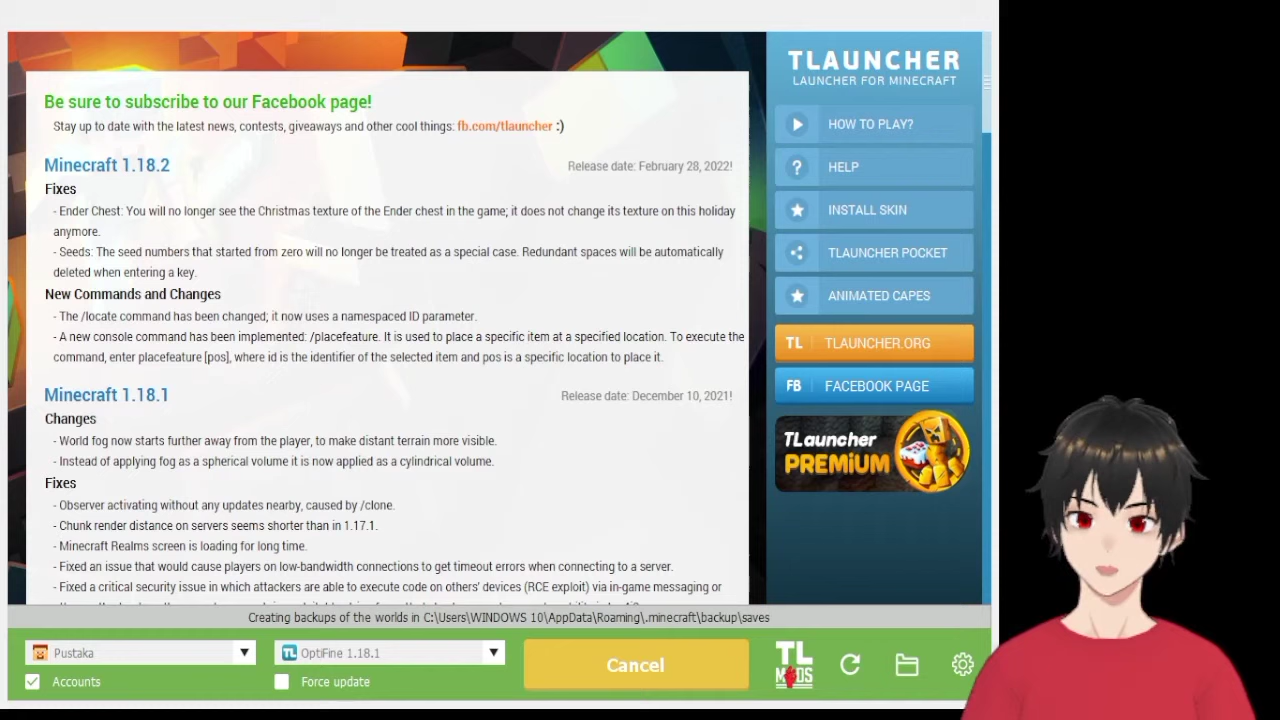 TLAUNCHER
LAUNCHER FOR MINECRAFT
Be sure to subscribe to our Facebook page!
Stay up to date with the latest news, contests, giveaways and other cool things: fb.com/tlauncher :)
Minecraft 1.18.2
Release date: February 28, 2022!
Fixes
- Ender Chest: You will no longer see the Christmas texture of the Ender chest in the game; it does not change its texture on this holiday
anymore.
- Seeds: The seed numbers that started from zero will no longer be treated as a special case. Redundant spaces will be automatically
deleted when entering a key.
New Commands and Changes
- The /locate command has been changed; it now uses a namespaced ID parameter.
- A new console command has been implemented: /placefeature. It is used to place a specific item at a specified location. To execute the
command, enter placefeature [pos], where id is the identifier of the selected item and pos is a specific location to place it.
Minecraft 1.18.1
Release date: December 10, 2021!
Changes
- World fog now starts further away from the player, to make distant terrain more visible.
- Instead of applying fog as a spherical volume it is now applied as a cylindrical volume.
Fixes
- Observer activating without any updates nearby, caused by /clone.
- Chunk render distance on servers seems shorter than in 1.17.1.
- Minecraft Realms screen is loading for long time.
- Fixed an issue that would cause players on low-bandwidth connections to get timeout errors when connecting to a server.
- Fixed a critical security issue in which attackers are able to execute code on others' devices (RCE exploit) via in-game messaging or
HOW TO PLAY?
? HELP
INSTALL SKIN
TLAUNCHER POCKET
ANIMATED CAPES
TL TLAUNCHER.ORG
FB FACEBOOK PAGE
TLauncher
PREMIUM
Creating backups of the worlds in C:\Users\WINDOWS 10\AppData\Roaming\.minecraft\backup\saves
Pustaka
TL OptiFine 1.18.1
Cancel
TL
MODS
Accounts
Force update